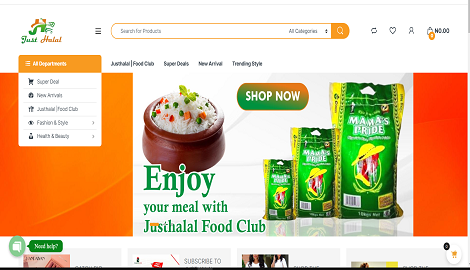 Just Halal
Search for Products
All Categories
₦0.00
0
All Departments
Justhalal | Food Club
Super Deals
New Arrival
Trending Style
Super Deal
New Arrivals
Justhalal | Food Club
Fashion & Style
Health & Beauty
SHOP NOW
MAMA'S
PRIDE
MAMA'S
PRIDE
MAMA'S
PRIDE
Enjoy
your meal with
Justhalal Food Club
Need help?
SUBSCRIBE TO
0